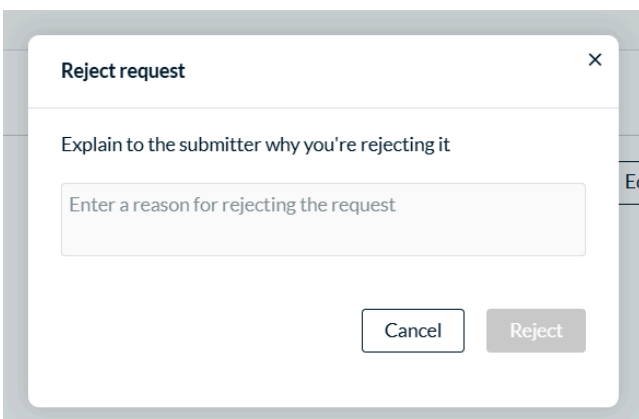 Reject request
×
Explain to the submitter why you're rejecting it
Enter a reason for rejecting the request
Cancel
Reject